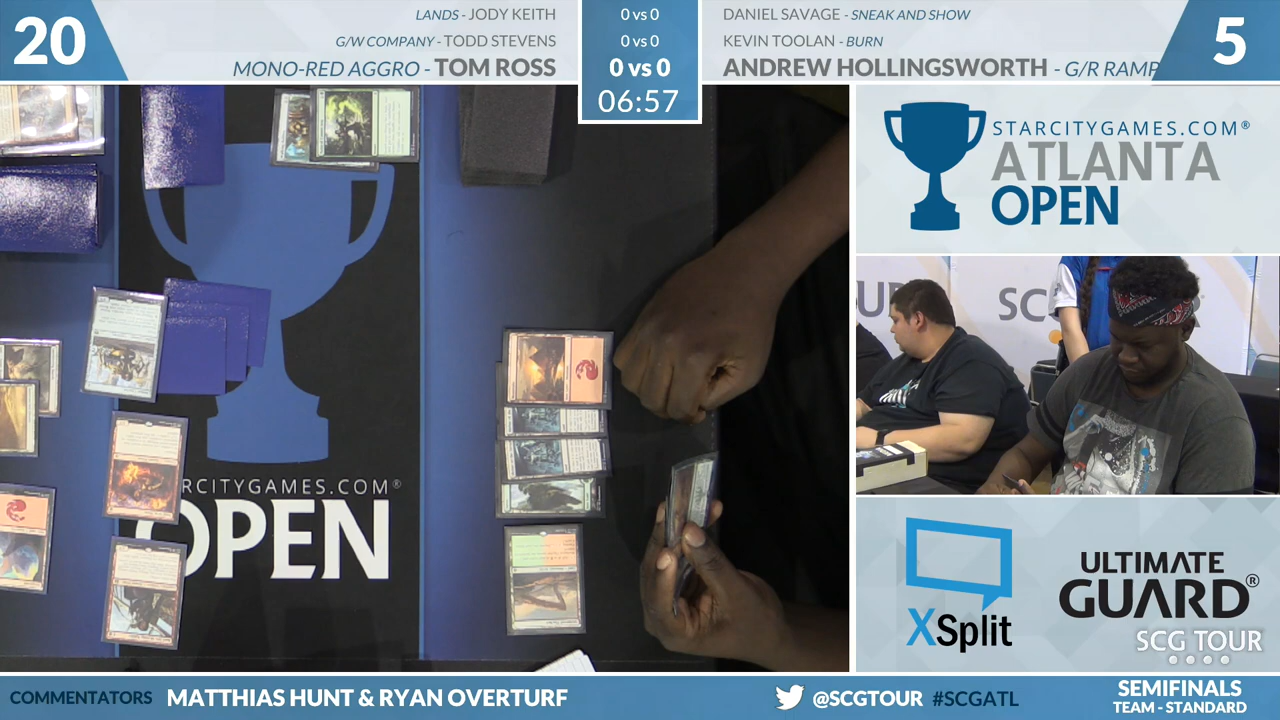 20
LANDS - JODY KEITH
G/W COMPANY - TODD STEVENS
MONO-RED AGGRO - TOM ROSS
0 vs 0
0 vs 0
0 vs 0
06:57
DANIEL SAVAGE - SNEAK AND SHOW
KEVIN TOOLAN - BURN
ANDREW HOLLINGSWORTH - G/R RAMP
5
STARCITYGAMES.COM®
ATLANTA
OPEN
RCITYGAMES.COM®
OPEN
SC
XSplit
ULTIMATE
GUARD®
SCG TOUR
COMMENTATORS MATTHIAS HUNT & RYAN OVERTURF
@SCGTOUR #SCGATL
SEMIFINALS
TEAM - STANDARD